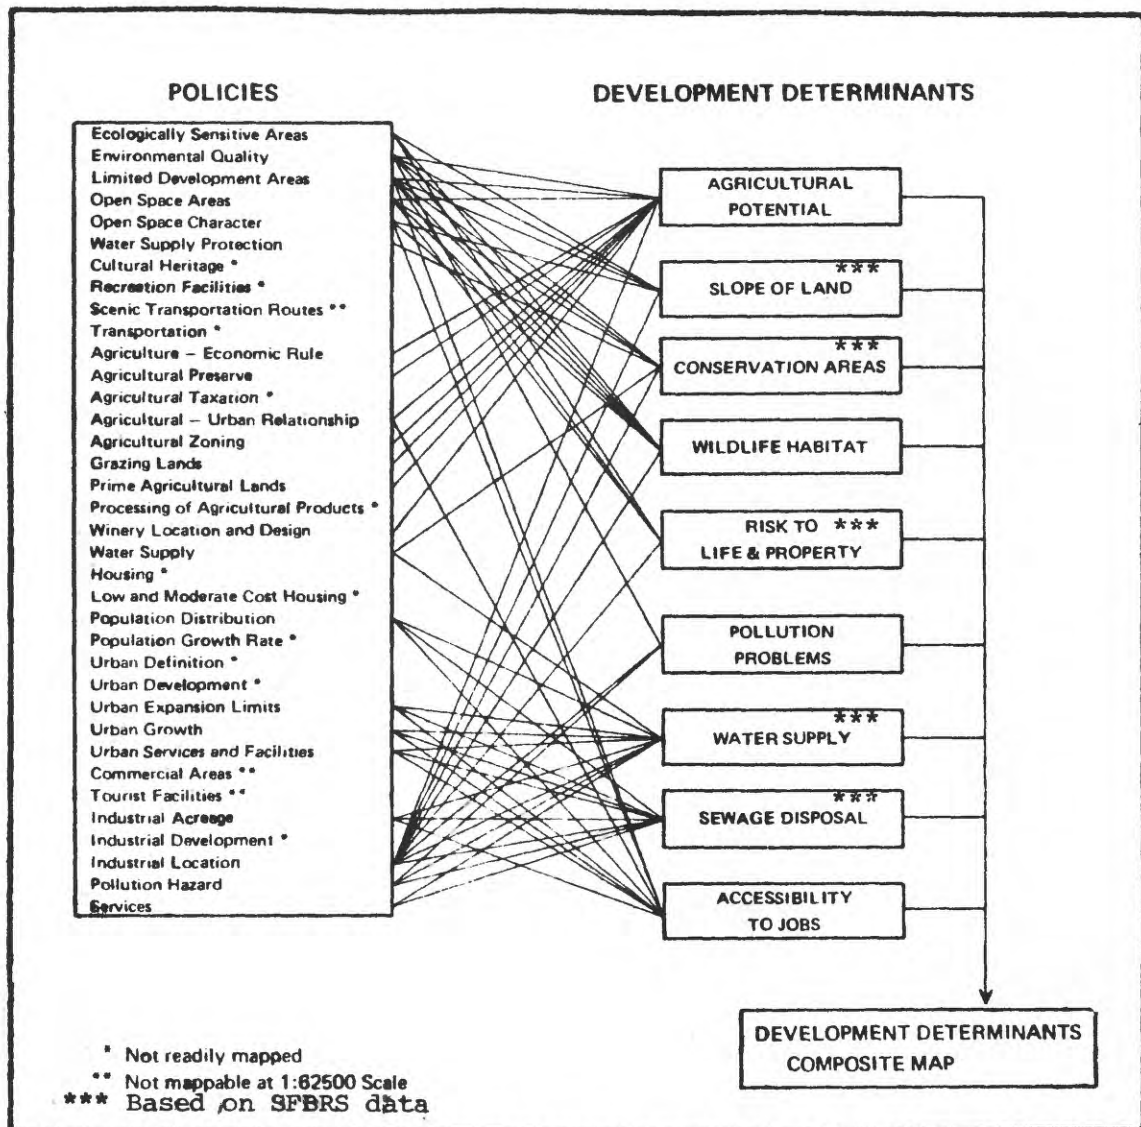 POLICIES
Ecologically Sensitive Areas
Environmental Quality
Limited Development Areas
Open Space Areas
Open Space Character
Water Supply Protection
Cultural Heritage *
Recreation Facilities *
Scenic Transportation Routes **
Transportation *
Agriculture – Economic Rule
Agricultural Preserve
Agricultural Taxation *
Agricultural – Urban Relationship
Agricultural Zoning
Grazing Lands
Prime Agricultural Lands
Processing of Agricultural Products *
Winery Location and Design
Water Supply
Housing *
Low and Moderate Cost Housing *
Population Distribution
Population Growth Rate *
Urban Definition *
Urban Development *
Urban Expansion Limits
Urban Growth
Urban Services and Facilities
Commercial Areas **
Tourist Facilities **
Industrial Acreage
Industrial Development *
Industrial Location
Pollution Hazard
Services
DEVELOPMENT DETERMINANTS
AGRICULTURAL
POTENTIAL
***
SLOPE OF LAND
***
CONSERVATION AREAS
WILDLIFE HABITAT
RISK TO ***
LIFE & PROPERTY
POLLUTION
PROBLEMS
***
WATER SUPPLY
***
SEWAGE DISPOSAL
ACCESSIBILITY
TO JOBS
DEVELOPMENT DETERMINANTS
COMPOSITE MAP
* Not readily mapped
** Not mappable at 1:62500 Scale
*** Based on SFBRS data